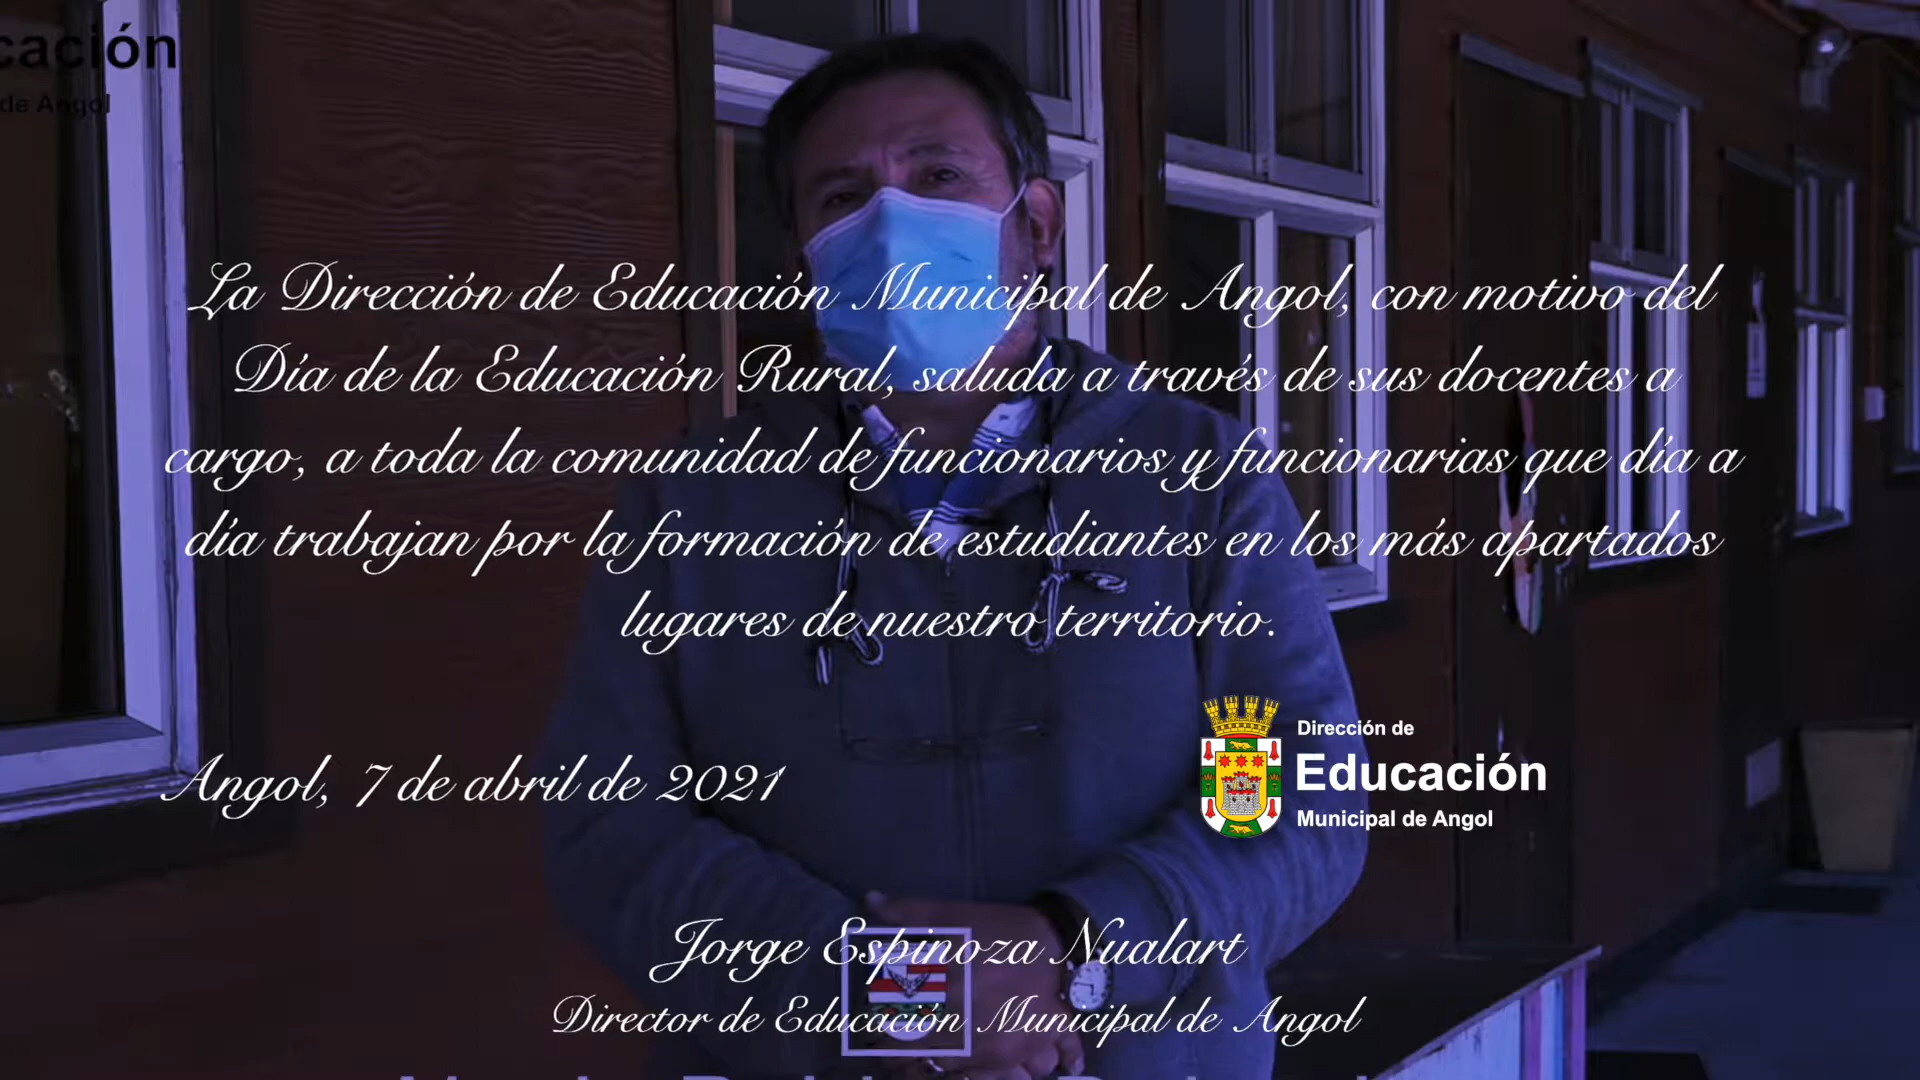 cación
de Angol
La Dirección de Educación Municipal de Angol, con motivo del
Día de la Educación Rural, saluda a través de sus docentes a
cargo, a toda la comunidad de funcionarios y funcionarias que día a
día trabajan por la formación de estudiantes en los más apartados
lugares de nuestro territorio.
Dirección de
Educación
Municipal de Angol
Angol, 7 de abril de 2021
Jorge Espinoza Nualart
Director de Educación Municipal de Angol